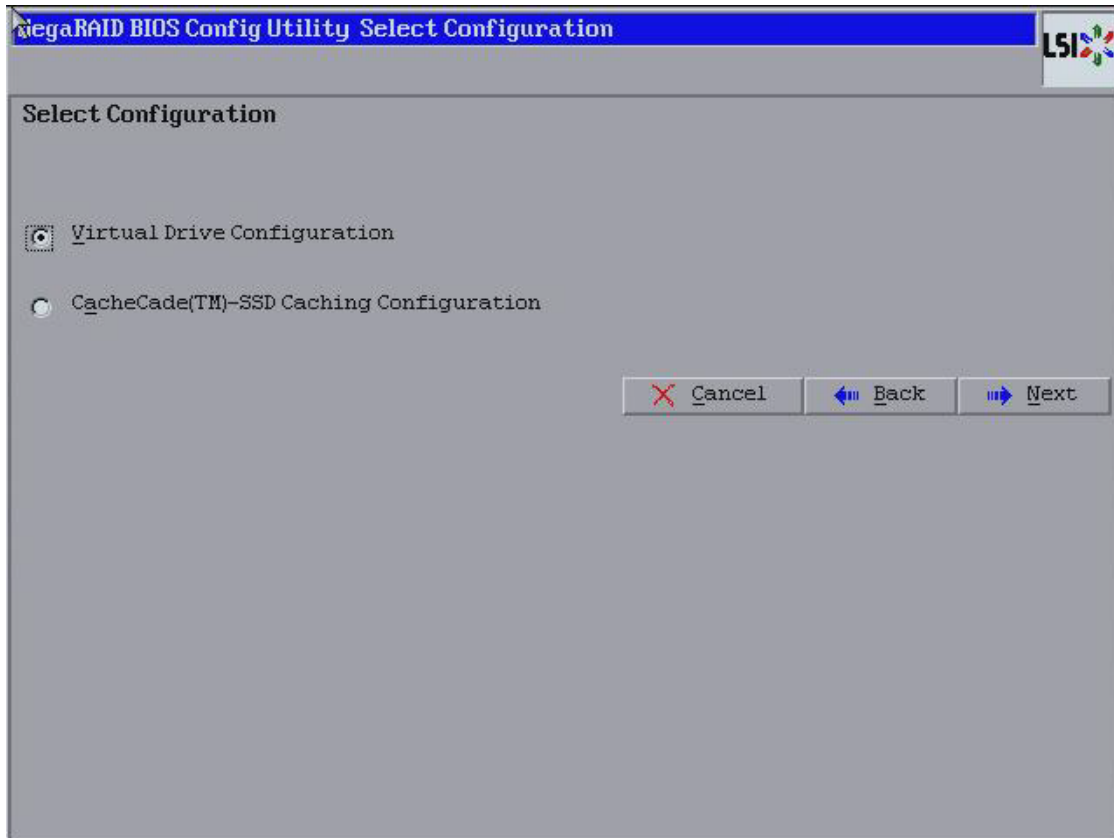 MegaRAID BIOS Config Utility Select Configuration
LSI
Select Configuration
Virtual Drive Configuration
CacheCade(TM)-SSD Caching Configuration
Cancel
Back
Next